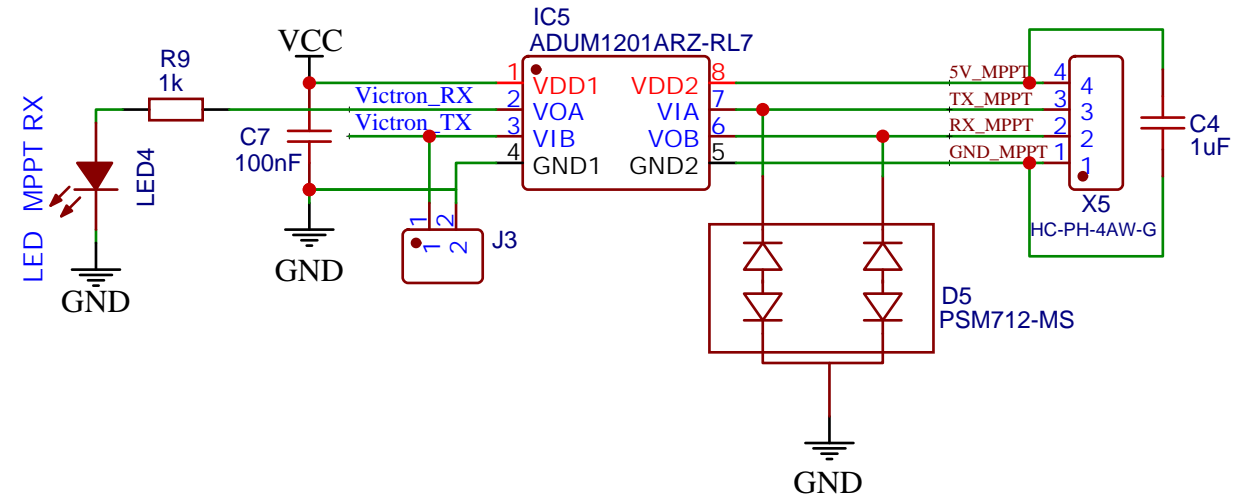 IC5
ADUM1201ARZ-RL7
VCC
R9
1k
1
VDD1
VDD2
8
5V_MPPT
4
4
Victron_RX
2
VOA
VIA
7
TX_MPPT
3
3
Victron_TX
3
VIB
VOB
6
RX_MPPT
2
2
4
GND1
GND2
5
GND_MPPT
1
1
C7
100nF
C4
1uF
LED MPPT RX
LED4
1
2
1
2
J3
X5
HC-PH-4AW-G
GND
GND
D5
PSM712-MS
GND